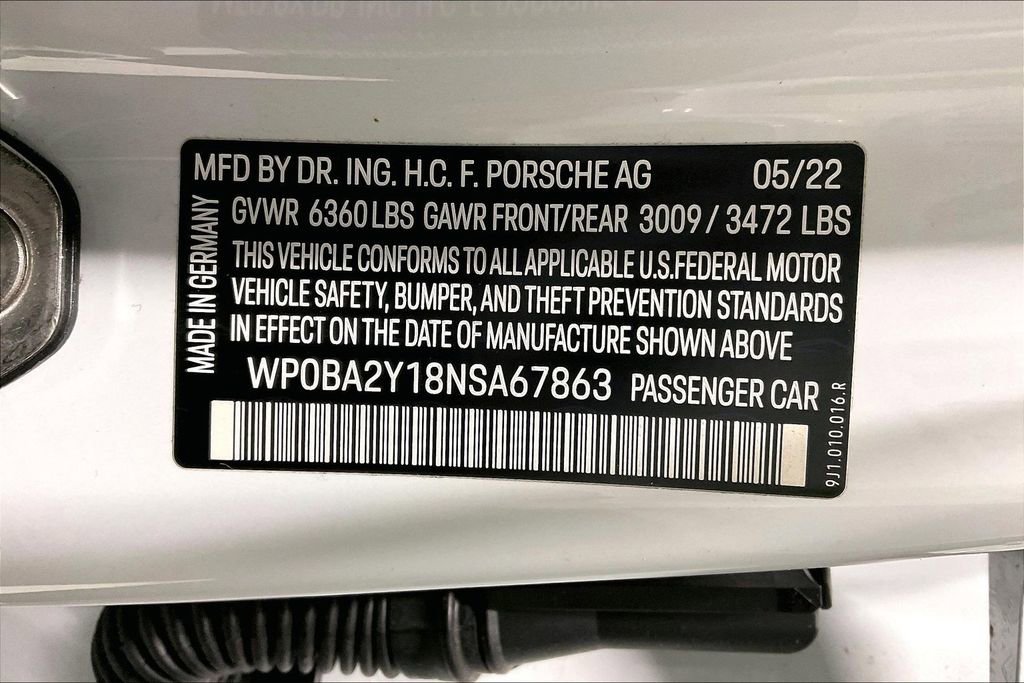 MFD BY DR. ING. H.C. F. PORSCHE AG 05/22
GVWR 6360 LBS GAWR FRONT/REAR 3009 / 3472 LBS
THIS VEHICLE CONFORMS TO ALL APPLICABLE U.S.FEDERAL MOTOR
VEHICLE SAFETY, BUMPER, AND THEFT PREVENTION STANDARDS
IN EFFECT ON THE DATE OF MANUFACTURE SHOWN ABOVE
WP0BA2Y18NSA67863 PASSENGER CAR
MADE IN GERMANY
9J1.010.016.R